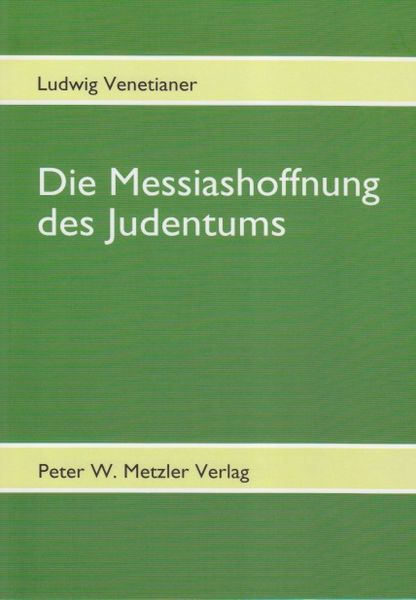 Ludwig Venetianer
Die Messiashoffnung
des Judentums
Peter W. Metzler Verlag